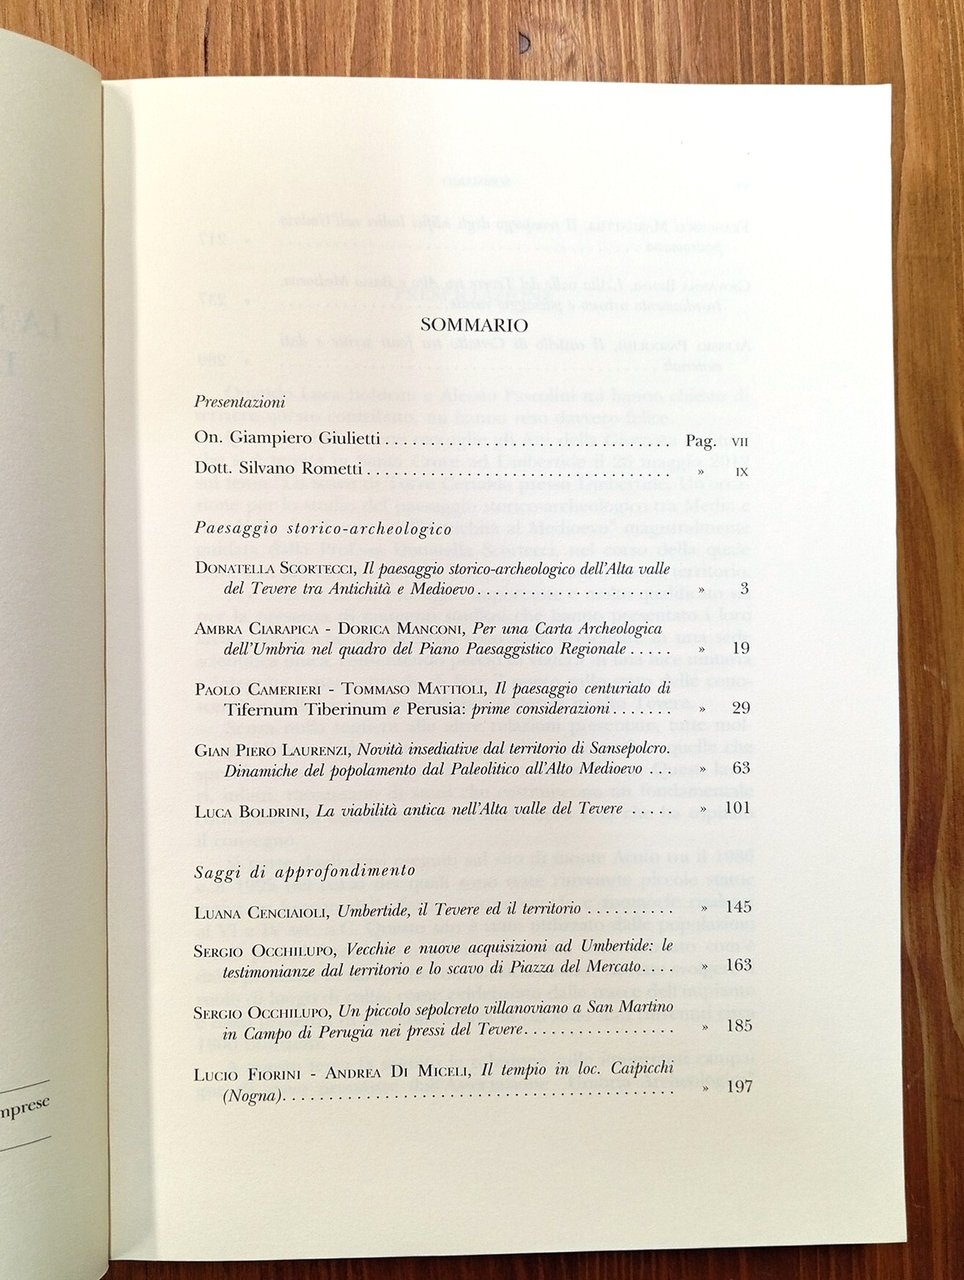 SOMMARIO
Presentazioni
On. Giampiero Giulietti ............................... Pag. VII
Dott. Silvano Rometti ................................. » IX
Paesaggio storico-archeologico
DONATELLA SCORTECCI, Il paesaggio storico-archeologico dell'Alta valle
del Tevere tra Antichità e Medioevo...................... » 3
AMBRA CIARAPICA - DORICA MANCONI, Per una Carta Archeologica
dell'Umbria nel quadro del Piano Paesaggistico Regionale ..... » 19
PAOLO CAMERIERI - TOMMASO MATTIOLI, Il paesaggio centuriato di
Tifernum Tiberinum e Perusia: prime considerazioni....... » 29
GIAN PIERO LAURENZI, Novità insediative dal territorio di Sansepolcro.
Dinamiche del popolamento dal Paleolitico all'Alto Medioevo ... » 63
LUCA BOLDRINI, La viabilità antica nell'Alta valle del Tevere ..... » 101
Saggi di approfondimento
LUANA CENCIAIOLI, Umbertide, il Tevere ed il territorio .......... » 145
SERGIO OCCHILUPO, Vecchie e nuove acquisizioni ad Umbertide: le
testimonianze dal territorio e lo scavo di Piazza del Mercato.... » 163
SERGIO OCCHILUPO, Un piccolo sepolcreto villanoviano a San Martino
in Campo di Perugia nei pressi del Tevere................. » 185
LUCIO FIORINI - ANDREA DI MICELI, Il tempio in loc. Caipicchi
(Nogna)........................................... » 197